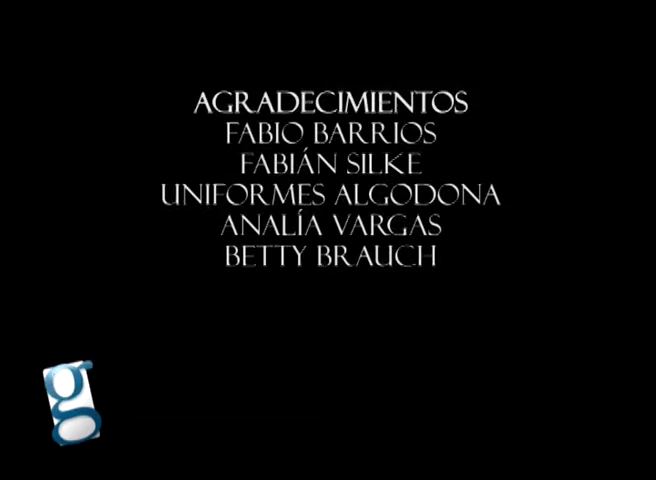 AGRADECIMIENTOS
FABIO BARRIOS
FABIÁN SILKE
UNIFORMES ALGODONA
ANALÍA VARGAS
BETTY BRAUCH
g